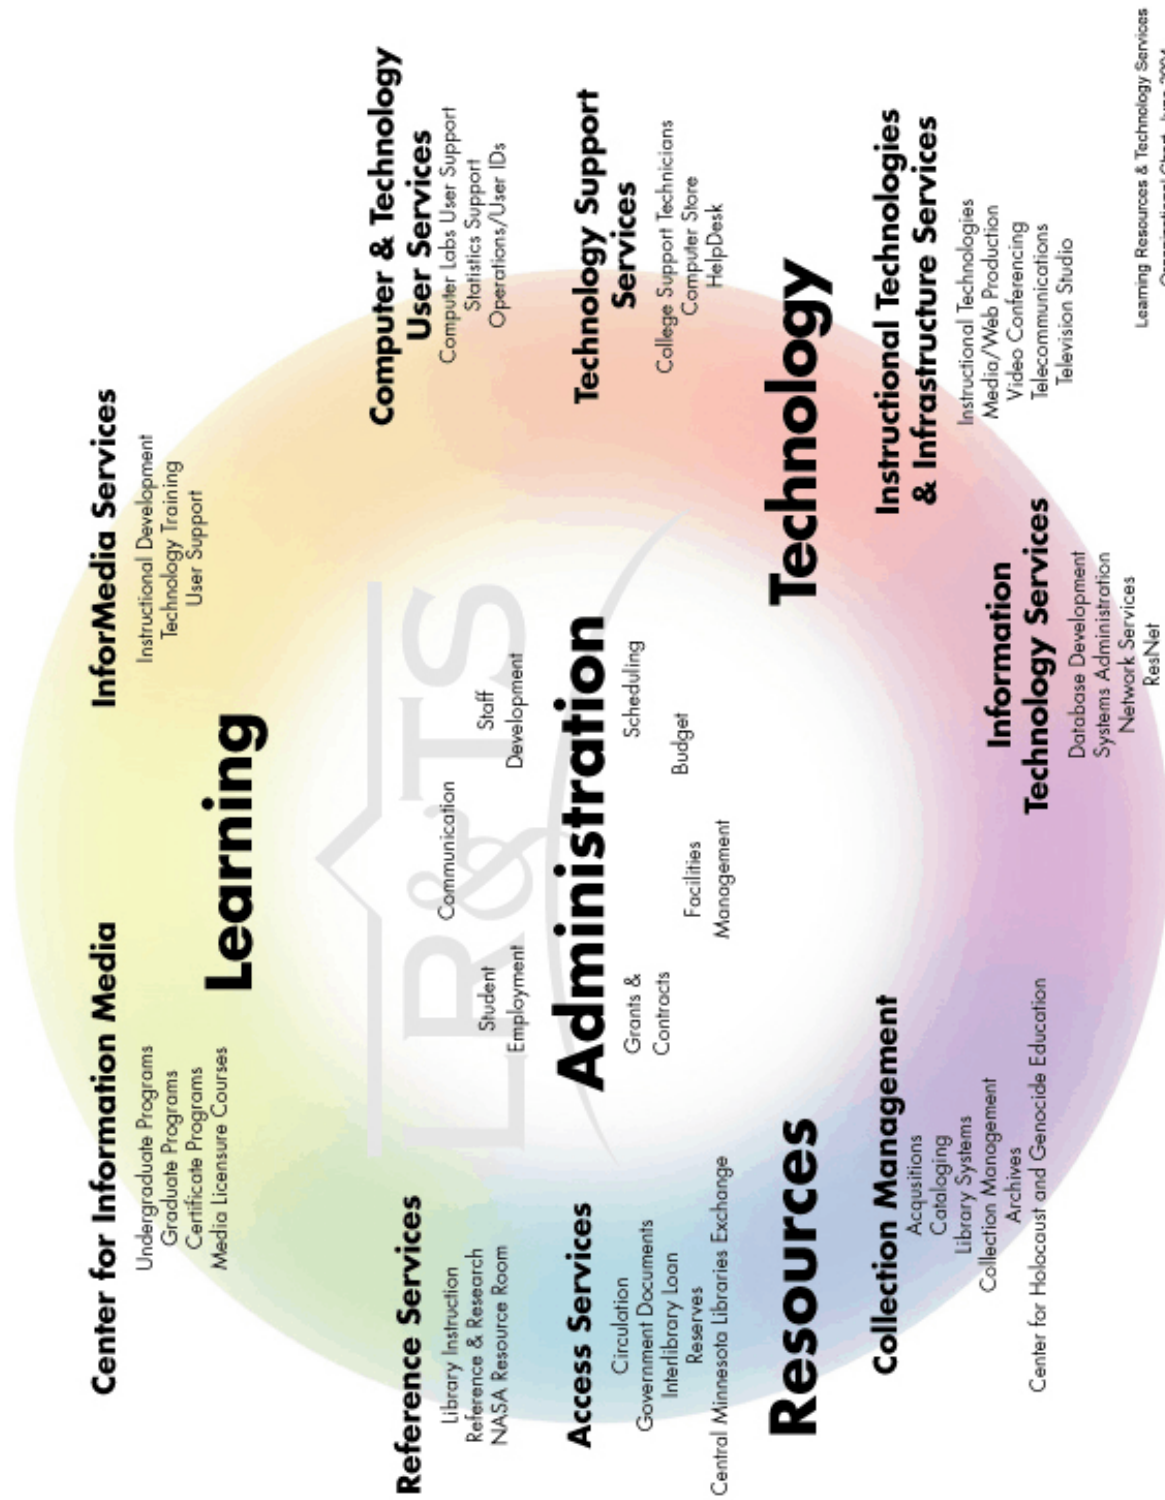 Center for Information Media
Undergraduate Programs
Graduate Programs
Certificate Programs
Media Licensure Courses
InforMedia Services
Instructional Development
Technology Training
User Support
Learning
Reference Services
Library Instruction
Reference & Research
NASA Resource Room
Computer & Technology
User Services
Computer Labs User Support
Statistics Support
Operations/User IDs
LR&TS
Communication
Student
Employment
Staff
Development
Administration
Grants &
Contracts
Scheduling
Facilities
Management
Budget
Access Services
Circulation
Government Documents
Interlibrary Loan
Reserves
Central Minnesota Libraries Exchange
Technology Support
Services
College Support Technicians
Computer Store
HelpDesk
Resources
Technology
Collection Management
Acqusitions
Cataloging
Library Systems
Collection Management
Archives
Center for Holocaust and Genocide Education
Instructional Technologies
& Infrastructure Services
Instructional Technologies
Media/Web Production
Video Conferencing
Telecommunications
Television Studio
Information
Technology Services
Database Development
Systems Administration
Network Services
ResNet
Learning Resources & Technology Services